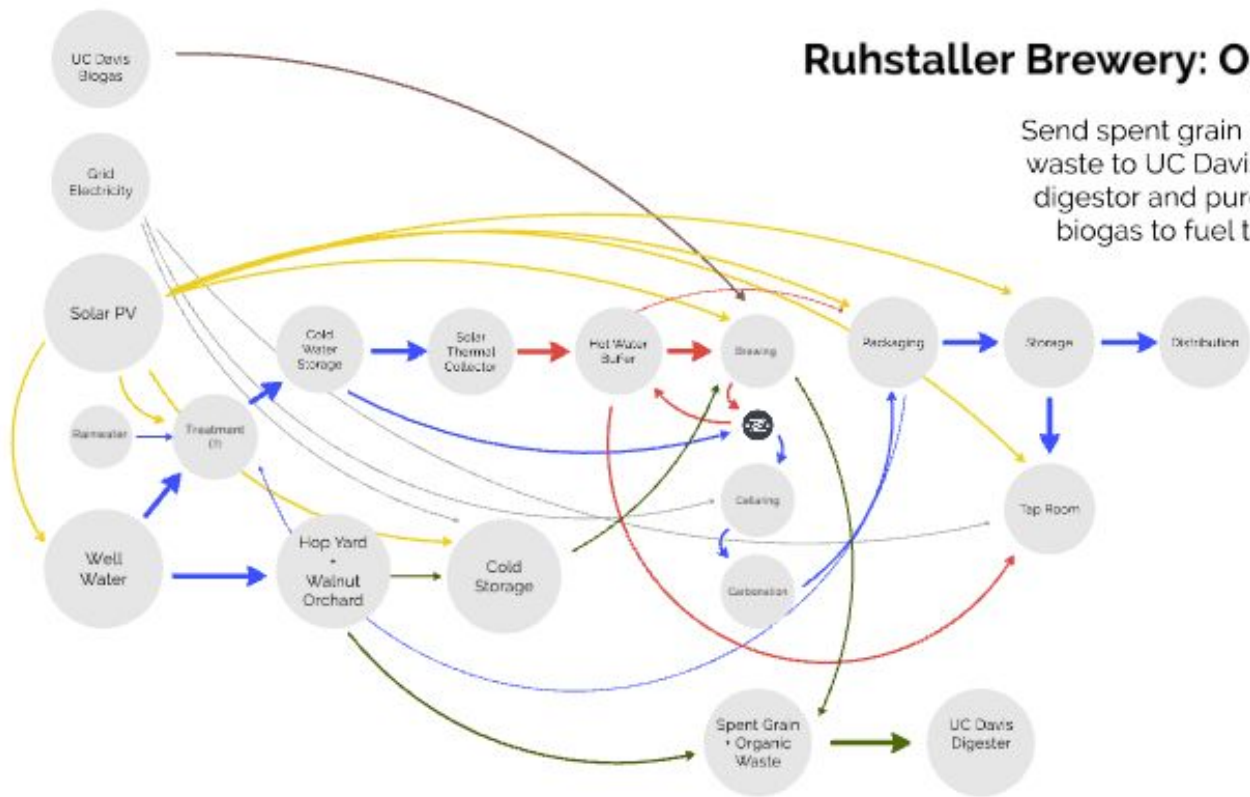 UC Davis
Biogas
Ruhstaller Brewery: O
Send spent grain
waste to UC Davi
digestor and pur
biogas to fuel t
Grid
Electricity
Solar PV
Cold
Water
Storage
Solar
Thermal
Collector
Hot Water
Buffer
Brewing
Packaging
Storage
Distribution
Rainwater
Treatment
(?)
Cellaring
Tap Room
Well
Water
Hop Yard
+
Walnut
Orchard
Cold
Storage
Carbonation
Spent Grain
+ Organic
Waste
UC Davis
Digester